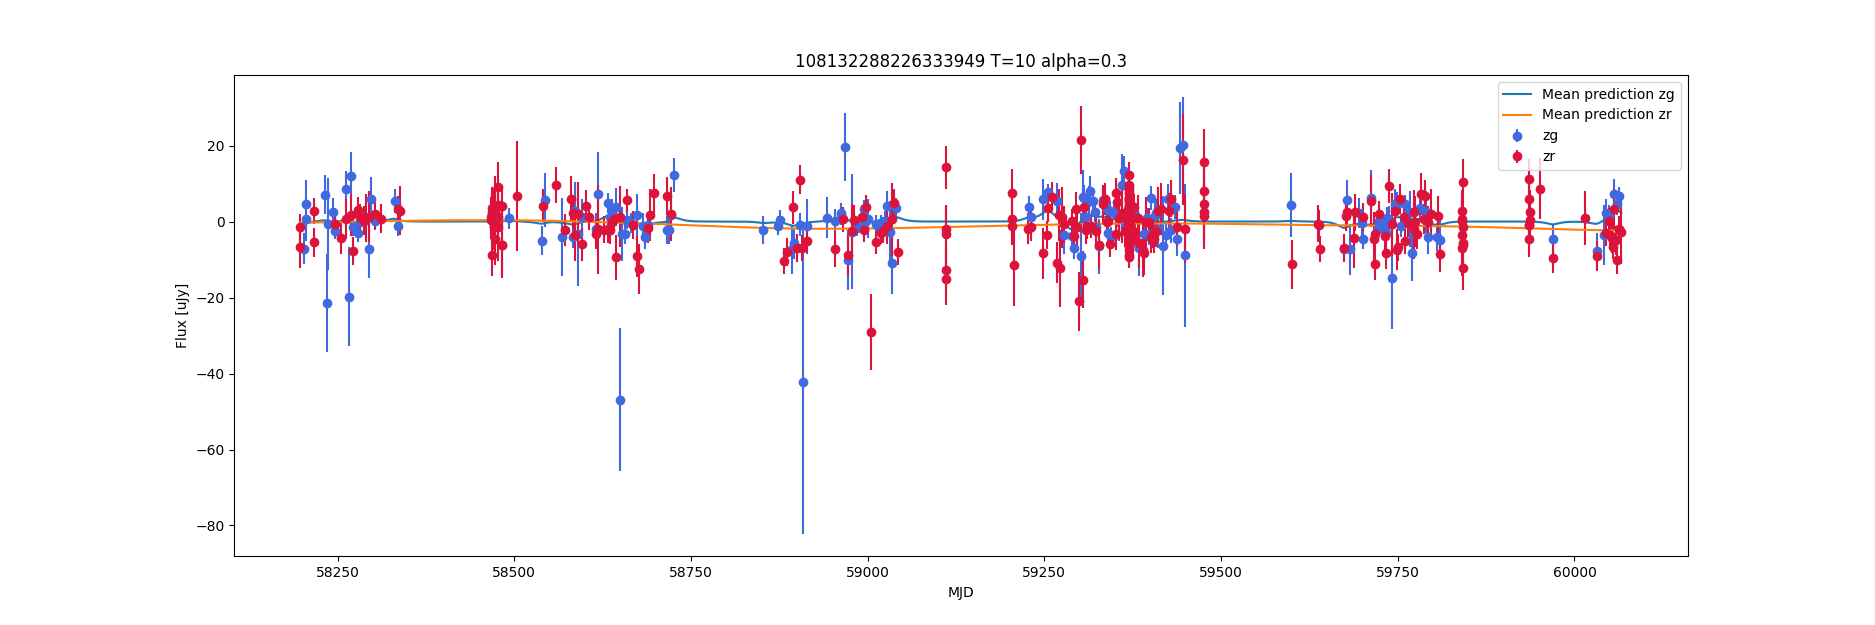 108132288226333949 T=10 alpha=0.3
Mean prediction zg
Mean prediction zr
zg
zr
Flux [uJy]
20
0
−20
−40
−60
−80
58250 58500 58750 59000 59250 59500 59750 60000
MJD